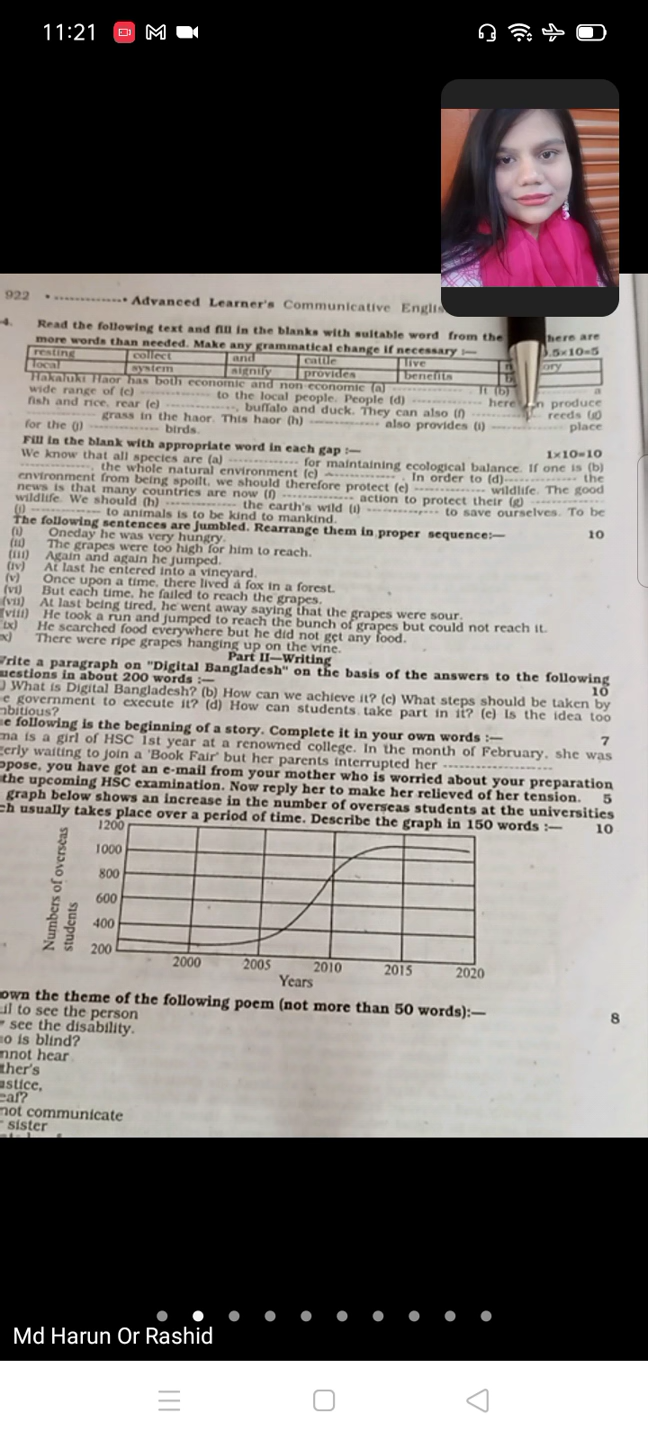 11:21
922 Advanced Learner's Communicative Englis
4. Read the following text and fill in the blanks with suitable word from the here are
more words than needed. Make any grammatical change if necessary :— 0.5×10=5
resting collect and cattle live ory
local system signify provides benefits
Hakaluki Haor has both economic and non economic (a) ------------ It (b) a
wide range of (c) ------------ to the local people. People (d) ------------ here produce
fish and rice, rear (e) ------------, buffalo and duck. They can also (f) reeds (g)
------------ grass in the haor. This haor (h) ------------ also provides (i) ------------ place
for the (j) ------------ birds.
Fill in the blank with appropriate word in each gap :— 1×10=10
We know that all species are (a) ------------ for maintaining ecological balance. If one is (b)
------------, the whole natural environment (c) ------------. In order to (d)------------ the
environment from being spoilt, we should therefore protect (e) ------------ wildlife. The good
news is that many countries are now (f) ------------ action to protect their (g) ------------
wildlife. We should (h) ------------ the earth's wild (i) ------------ to save ourselves. To be
(j) ------------ to animals is to be kind to mankind.
The following sentences are jumbled. Rearrange them in proper sequence:— 10
(i) Oneday he was very hungry.
(ii) The grapes were too high for him to reach.
(iii) Again and again he jumped.
(iv) At last he entered into a vineyard.
(v) Once upon a time, there lived a fox in a forest.
(vi) But each time, he failed to reach the grapes.
(vii) At last being tired, he went away saying that the grapes were sour.
(viii) He took a run and jumped to reach the bunch of grapes but could not reach it.
ix) He searched food everywhere but he did not get any food.
x) There were ripe grapes hanging up on the vine.
Part II—Writing
Write a paragraph on "Digital Bangladesh" on the basis of the answers to the following
uestions in about 200 words :— 10
) What is Digital Bangladesh? (b) How can we achieve it? (c) What steps should be taken by
e government to execute it? (d) How can students take part in it? (e) Is the idea too
mbitious?
e following is the beginning of a story. Complete it in your own words :— 7
ma is a girl of HSC 1st year at a renowned college. In the month of February, she was
gerly waiting to join a 'Book Fair' but her parents interrupted her ------------
ppose, you have got an e-mail from your mother who is worried about your preparation
the upcoming HSC examination. Now reply her to make her relieved of her tension. 5
graph below shows an increase in the number of overseas students at the universities
ch usually takes place over a period of time. Describe the graph in 150 words :— 10
Numbers of overseas
students
1200
1000
800
600
400
200
2000 2005 2010 2015 2020
Years
own the theme of the following poem (not more than 50 words):— 8
il to see the person
see the disability.
o is blind?
nnot hear
ther's
astice,
eaf?
not communicate
sister
Md Harun Or Rashid